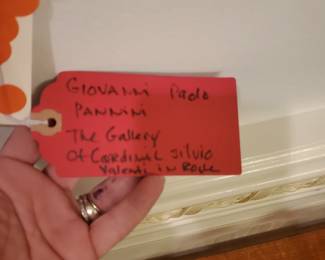 GIOVANNI Paolo
PANNINI
The Gallery
Of CARDINAL Silvio
Valenti in Rome